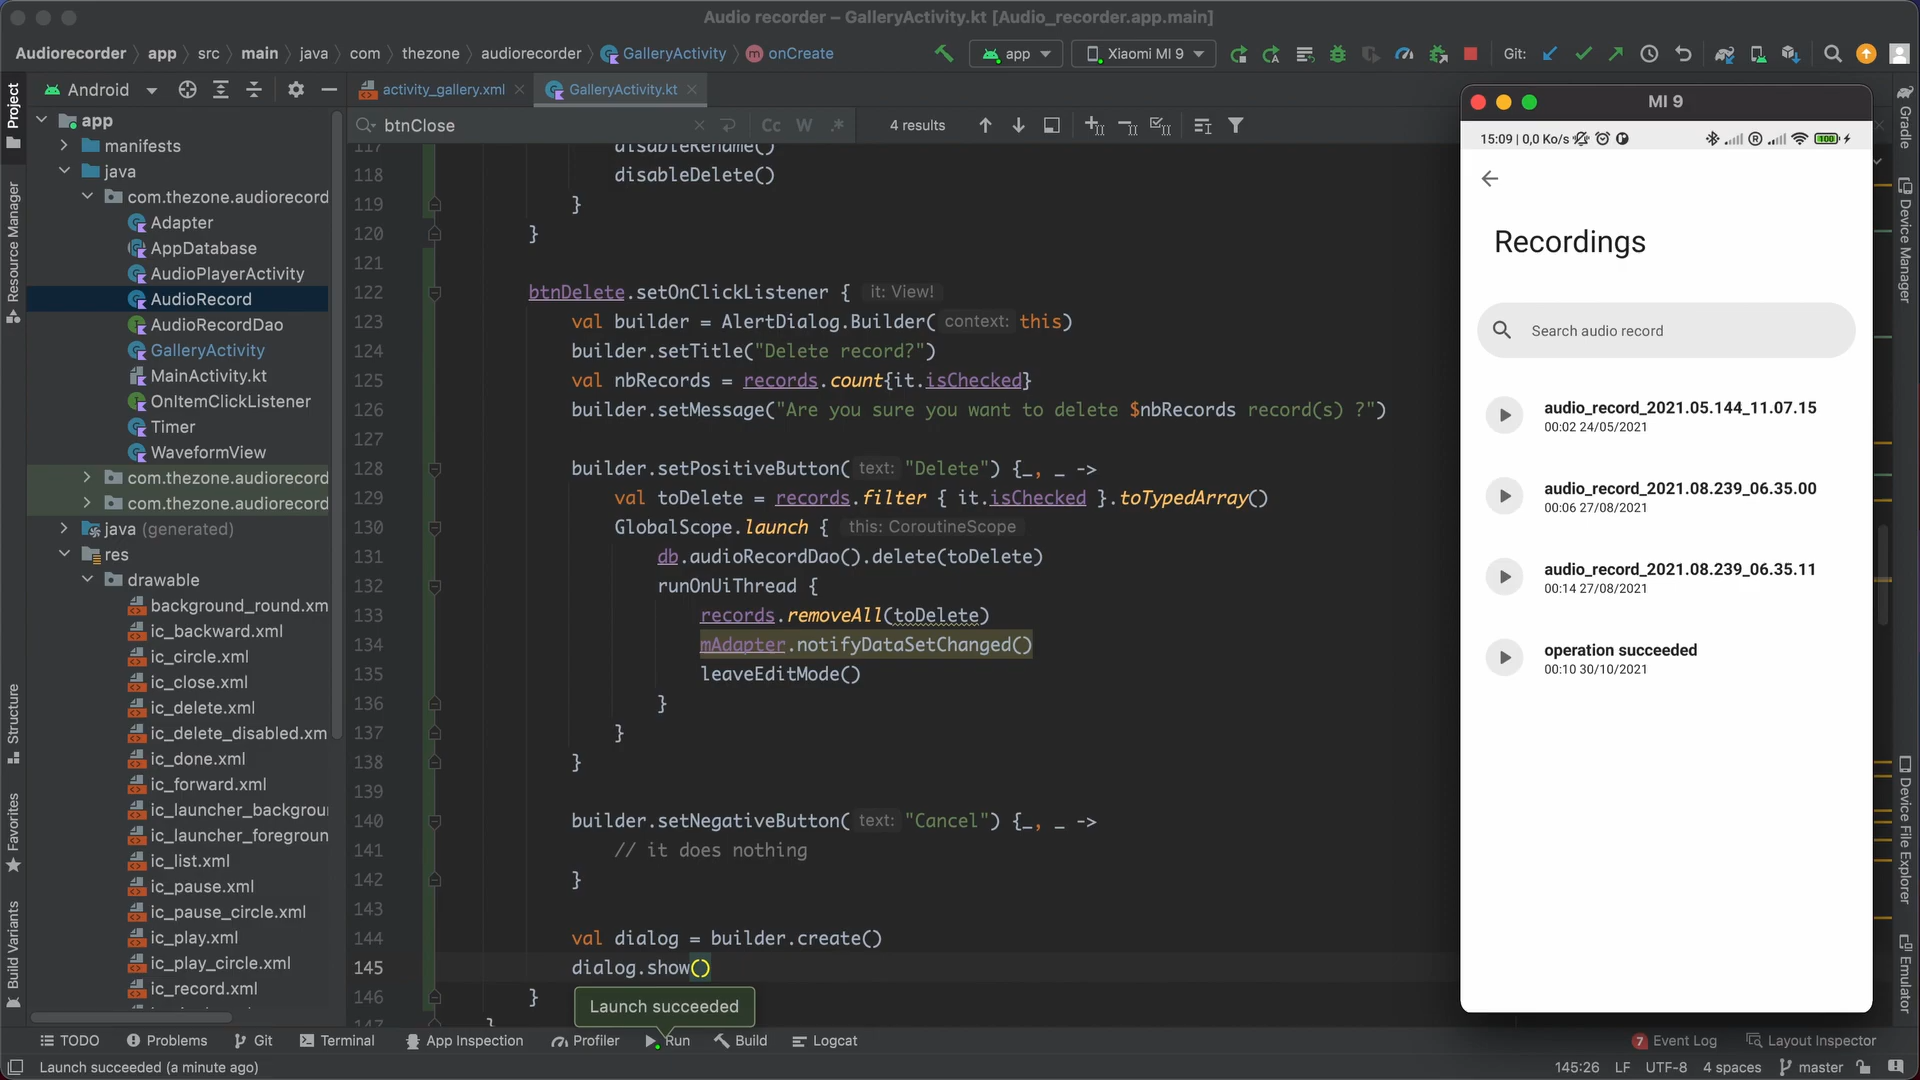 Audio recorder – GalleryActivity.kt [Audio_recorder.app.main]
Audiorecorder app src main java com thezone audiorecorder GalleryActivity onCreate
app Xiaomi MI 9 Git:
Android
activity_gallery.xml GalleryActivity.kt
btnClose Cc W .* 4 results
Project
Resource Manager
Structure
Favorites
Build Variants
app
manifests
java
com.thezone.audiorecord
Adapter
AppDatabase
AudioPlayerActivity
AudioRecord
AudioRecordDao
GalleryActivity
MainActivity.kt
OnItemClickListener
Timer
WaveformView
com.thezone.audiorecord
com.thezone.audiorecord
java (generated)
res
drawable
background_round.xm
ic_backward.xml
ic_circle.xml
ic_close.xml
ic_delete.xml
ic_delete_disabled.xm
ic_done.xml
ic_forward.xml
ic_launcher_backgrour
ic_launcher_foregroun
ic_list.xml
ic_pause.xml
ic_pause_circle.xml
ic_play.xml
ic_play_circle.xml
ic_record.xml
117 disableRename()
118 disableDelete()
119 }
120 }
121
122 btnDelete.setOnClickListener { it: View!
123 val builder = AlertDialog.Builder( context: this)
124 builder.setTitle("Delete record?")
125 val nbRecords = records.count{it.isChecked}
126 builder.setMessage("Are you sure you want to delete $nbRecords record(s) ?")
127
128 builder.setPositiveButton( text: "Delete") {_, _ ->
129 val toDelete = records.filter { it.isChecked }.toTypedArray()
130 GlobalScope.launch { this: CoroutineScope
131 db.audioRecordDao().delete(toDelete)
132 runOnUiThread {
133 records.removeAll(toDelete)
134 mAdapter.notifyDataSetChanged()
135 leaveEditMode()
136 }
137 }
138 }
139
140 builder.setNegativeButton( text: "Cancel") {_, _ ->
141 // it does nothing
142 }
143
144 val dialog = builder.create()
145 dialog.show()
146 }
147 }
Launch succeeded
MI 9
15:09 | 0,0 Ko/s 100
Recordings
Search audio record
audio_record_2021.05.144_11.07.15
00:02 24/05/2021
audio_record_2021.08.239_06.35.00
00:06 27/08/2021
audio_record_2021.08.239_06.35.11
00:14 27/08/2021
operation succeeded
00:10 30/10/2021
Gradle
Device Manager
Device File Explorer
Emulator
TODO Problems Git Terminal App Inspection Profiler Run Build Logcat 7 Event Log Layout Inspector
Launch succeeded (a minute ago) 145:26 LF UTF-8 4 spaces master